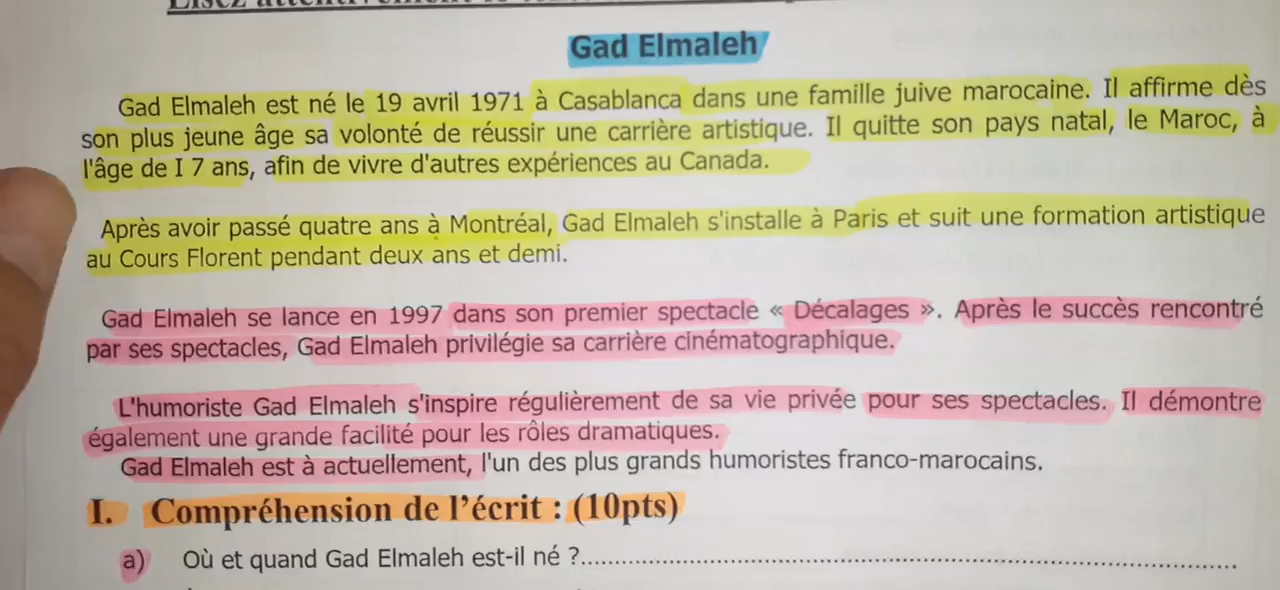 Gad Elmaleh
Gad Elmaleh est né le 19 avril 1971 à Casablanca dans une famille juive marocaine. Il affirme dès
son plus jeune âge sa volonté de réussir une carrière artistique. Il quitte son pays natal, le Maroc, à
l'âge de I 7 ans, afin de vivre d'autres expériences au Canada.
Après avoir passé quatre ans à Montréal, Gad Elmaleh s'installe à Paris et suit une formation artistique
au Cours Florent pendant deux ans et demi.
Gad Elmaleh se lance en 1997 dans son premier spectacle « Décalages ». Après le succès rencontré
par ses spectacles, Gad Elmaleh privilégie sa carrière cinématographique.
L'humoriste Gad Elmaleh s'inspire régulièrement de sa vie privée pour ses spectacles. Il démontre
également une grande facilité pour les rôles dramatiques.
Gad Elmaleh est à actuellement, l'un des plus grands humoristes franco-marocains.
I. Compréhension de l'écrit : (10pts)
a) Où et quand Gad Elmaleh est-il né ?......................................................................